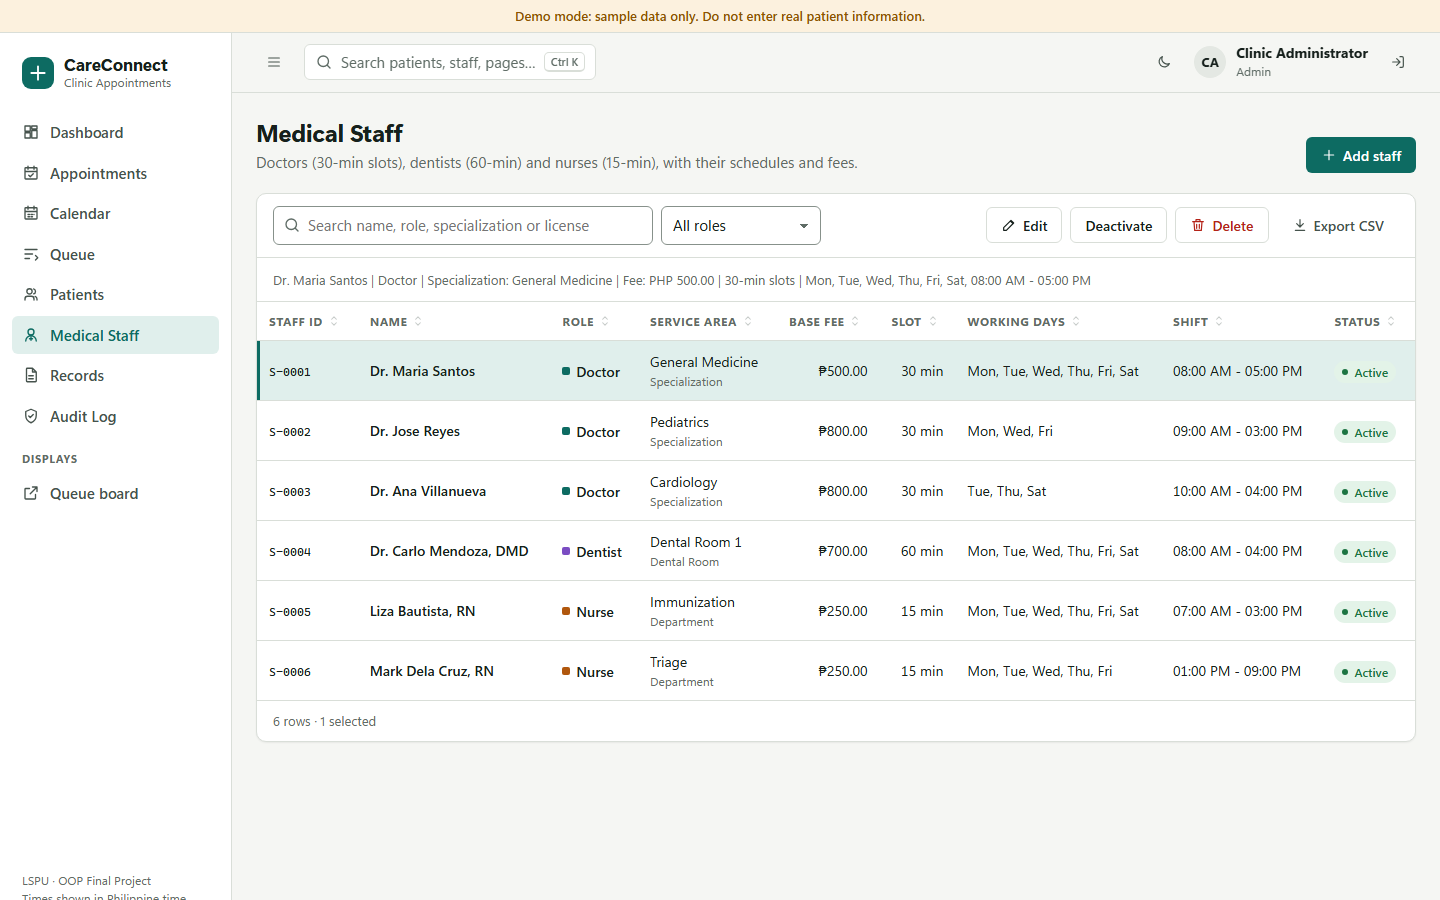 Demo mode: sample data only. Do not enter real patient information.
CareConnect
Clinic Appointments
Search patients, staff, pages... Ctrl K
CA
Clinic Administrator
Admin
Dashboard
Appointments
Calendar
Queue
Patients
Medical Staff
Records
Audit Log
DISPLAYS
Queue board
LSPU · OOP Final Project
Times shown in Philippine time
Medical Staff
Doctors (30-min slots), dentists (60-min) and nurses (15-min), with their schedules and fees.
Add staff
Search name, role, specialization or license
All roles
Edit
Deactivate
Delete
Export CSV
Dr. Maria Santos | Doctor | Specialization: General Medicine | Fee: PHP 500.00 | 30-min slots | Mon, Tue, Wed, Thu, Fri, Sat, 08:00 AM - 05:00 PM
STAFF ID NAME ROLE SERVICE AREA BASE FEE SLOT WORKING DAYS SHIFT STATUS
S-0001 Dr. Maria Santos Doctor General Medicine ₱500.00 30 min Mon, Tue, Wed, Thu, Fri, Sat 08:00 AM - 05:00 PM Active
Specialization
S-0002 Dr. Jose Reyes Doctor Pediatrics ₱800.00 30 min Mon, Wed, Fri 09:00 AM - 03:00 PM Active
Specialization
S-0003 Dr. Ana Villanueva Doctor Cardiology ₱800.00 30 min Tue, Thu, Sat 10:00 AM - 04:00 PM Active
Specialization
S-0004 Dr. Carlo Mendoza, DMD Dentist Dental Room 1 ₱700.00 60 min Mon, Tue, Wed, Thu, Fri, Sat 08:00 AM - 04:00 PM Active
Dental Room
S-0005 Liza Bautista, RN Nurse Immunization ₱250.00 15 min Mon, Tue, Wed, Thu, Fri, Sat 07:00 AM - 03:00 PM Active
Department
S-0006 Mark Dela Cruz, RN Nurse Triage ₱250.00 15 min Mon, Tue, Wed, Thu, Fri 01:00 PM - 09:00 PM Active
Department
6 rows · 1 selected